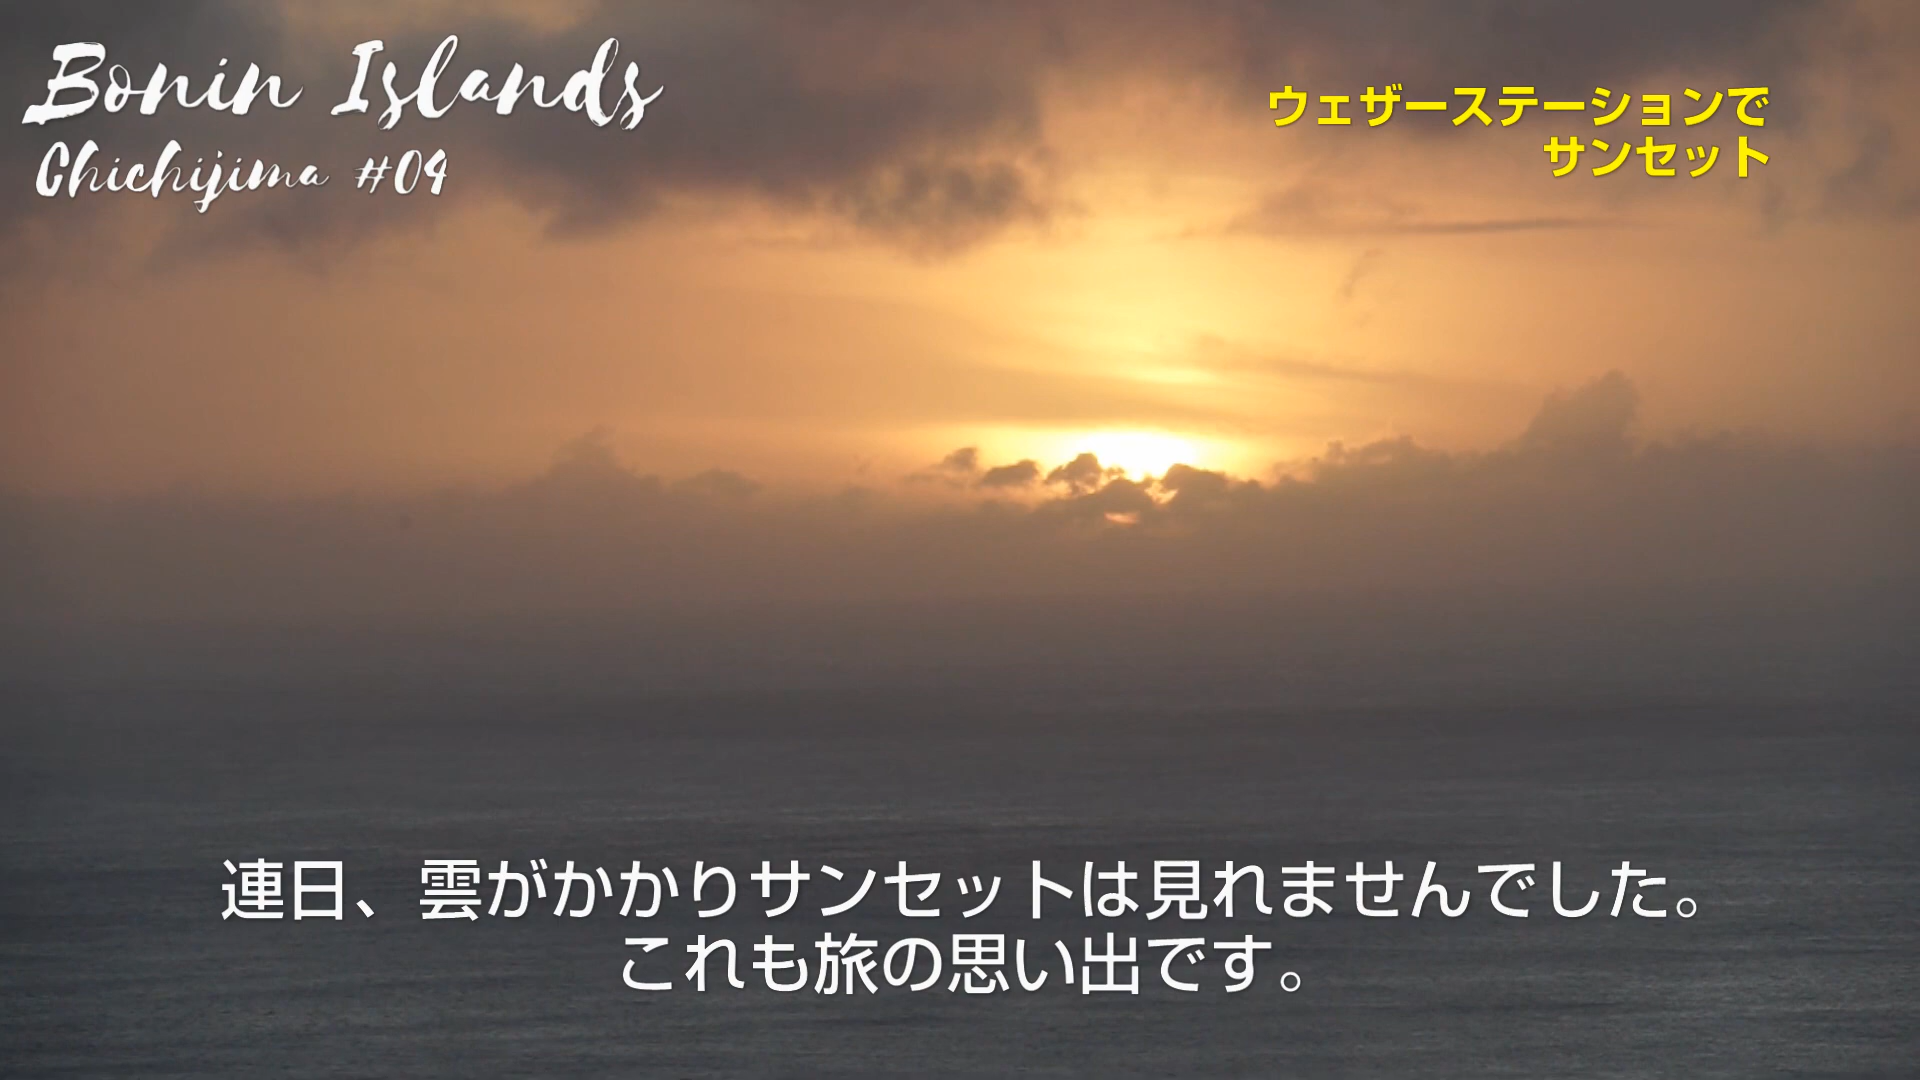 Bonin Islands
Chichijima #04
ウェザーステーションで
サンセット
連日、雲がかかりサンセットは見れませんでした。
これも旅の思い出です。